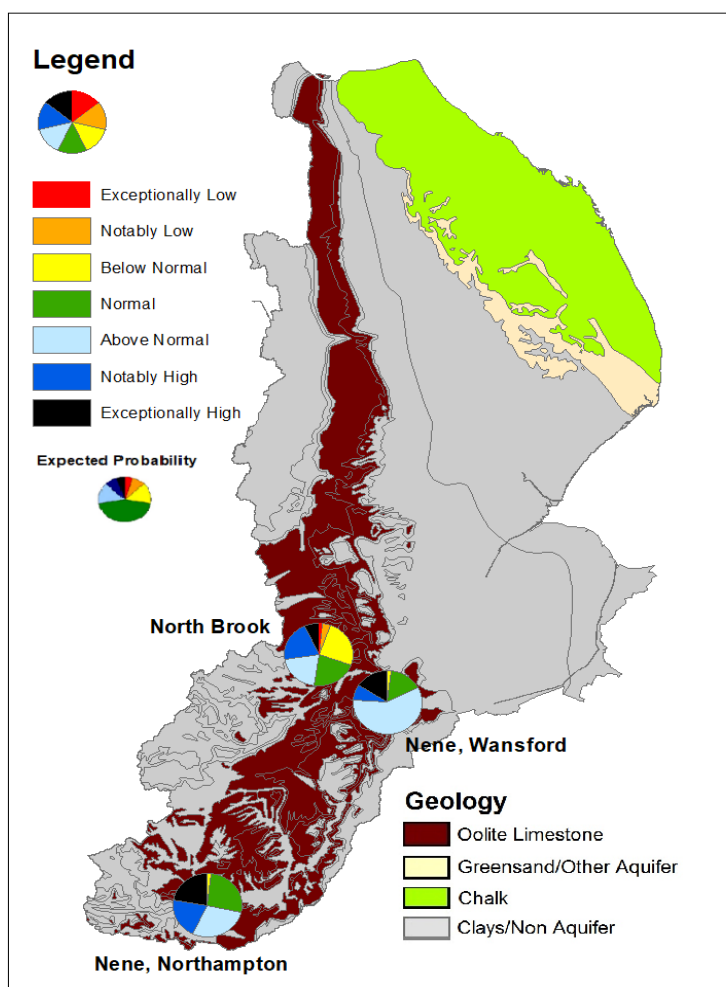 Legend
Exceptionally Low
Notably Low
Below Normal
Normal
Above Normal
Notably High
Exceptionally High
Expected Probability
North Brook
Nene, Wansford
Geology
Oolite Limestone
Greensand/Other Aquifer
Chalk
Clays/Non Aquifer
Nene, Northampton